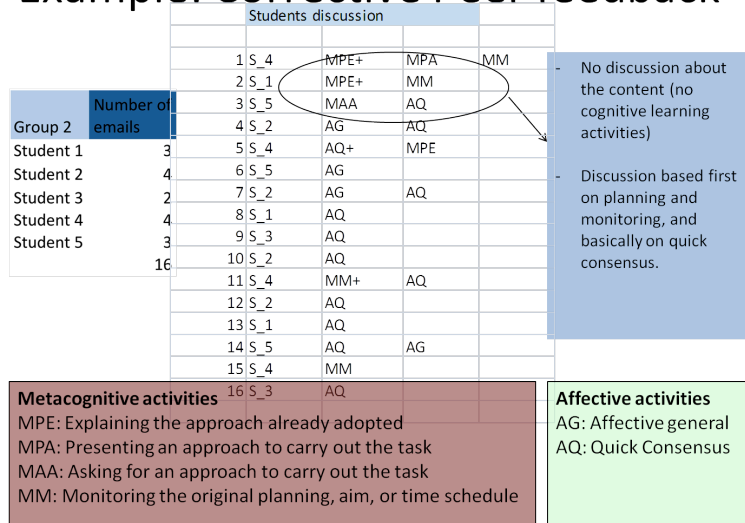 Example: Corrective Peer feedback
Students discussion
1 S_4 MPE+ MPA MM
2 S_1 MPE+ MM
3 S_5 MAA AQ
4 S_2 AG AQ
5 S_4 AQ+ MPE
6 S_5 AG
7 S_2 AG AQ
8 S_1 AQ
9 S_3 AQ
10 S_2 AQ
11 S_4 MM+ AQ
12 S_2 AQ
13 S_1 AQ
14 S_5 AQ AG
15 S_4 MM
16 S_3 AQ
Number of
Group 2 emails
Student 1 3
Student 2 4
Student 3 2
Student 4 4
Student 5 3
16
- No discussion about
the content (no
cognitive learning
activities)
- Discussion based first
on planning and
monitoring, and
basically on quick
consensus.
Metacognitive activities
MPE: Explaining the approach already adopted
MPA: Presenting an approach to carry out the task
MAA: Asking for an approach to carry out the task
MM: Monitoring the original planning, aim, or time schedule
Affective activities
AG: Affective general
AQ: Quick Consensus